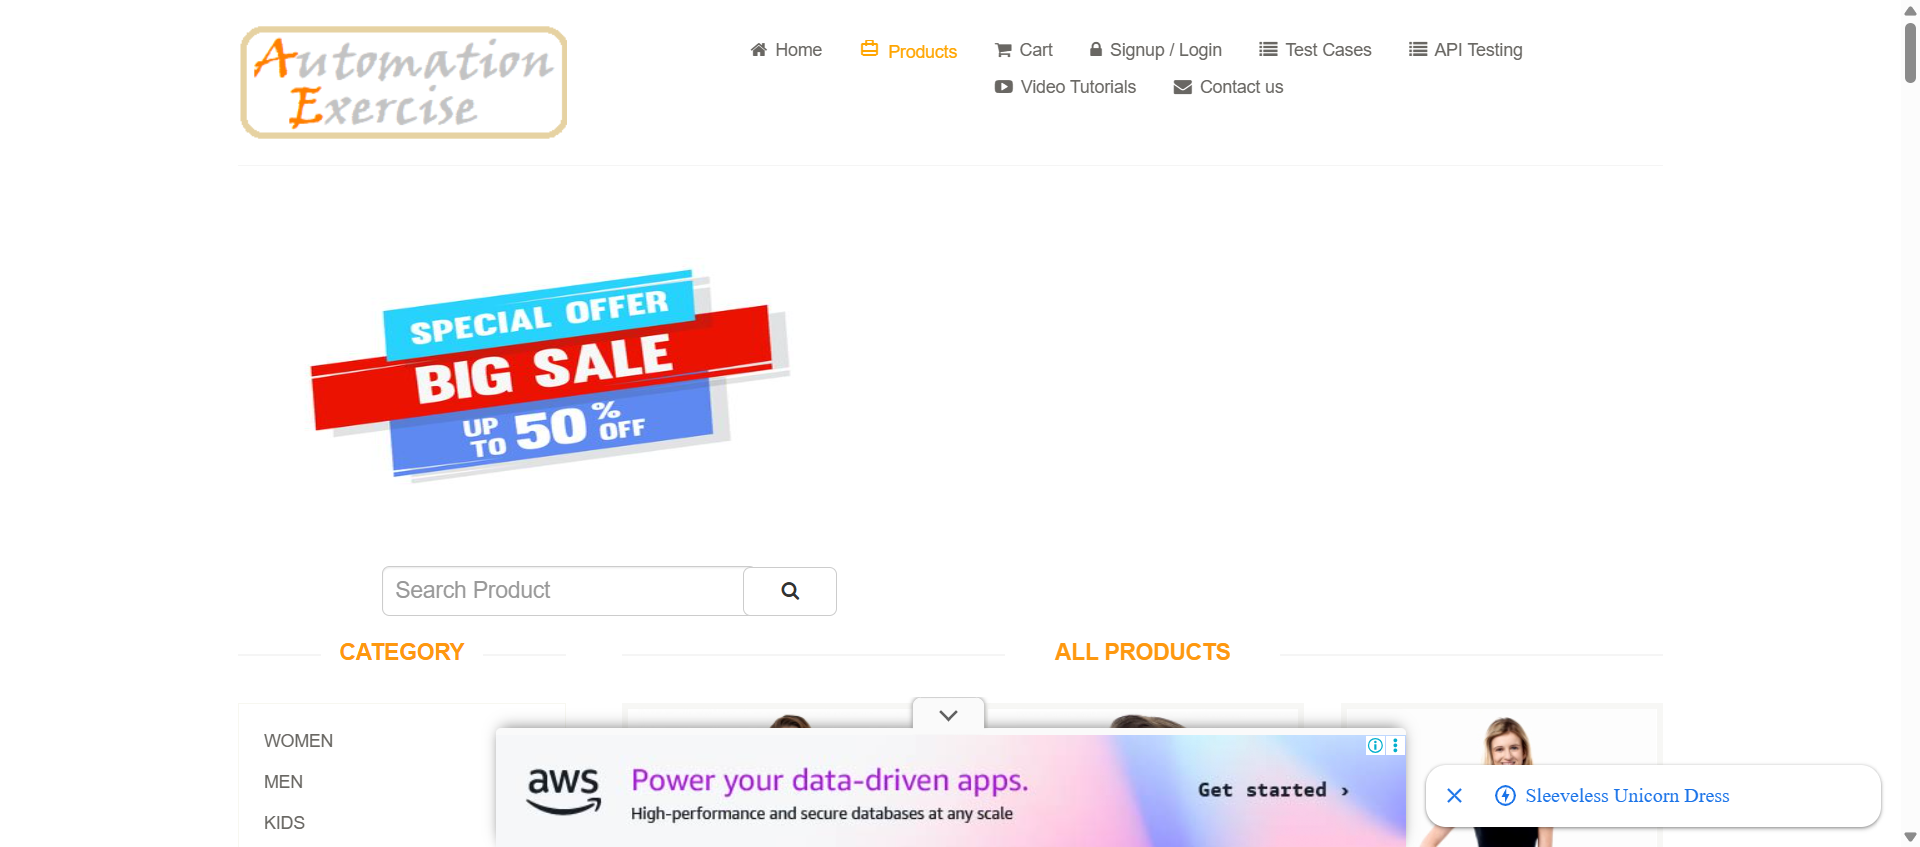 Automation
Exercise
Home
Products
Cart
Signup / Login
Test Cases
API Testing
Video Tutorials
Contact us
SPECIAL OFFER
BIG SALE
UP TO 50% OFF
Search Product
CATEGORY
ALL PRODUCTS
WOMEN
MEN
KIDS
aws
Power your data-driven apps.
High-performance and secure databases at any scale
Get started ›
Sleeveless Unicorn Dress